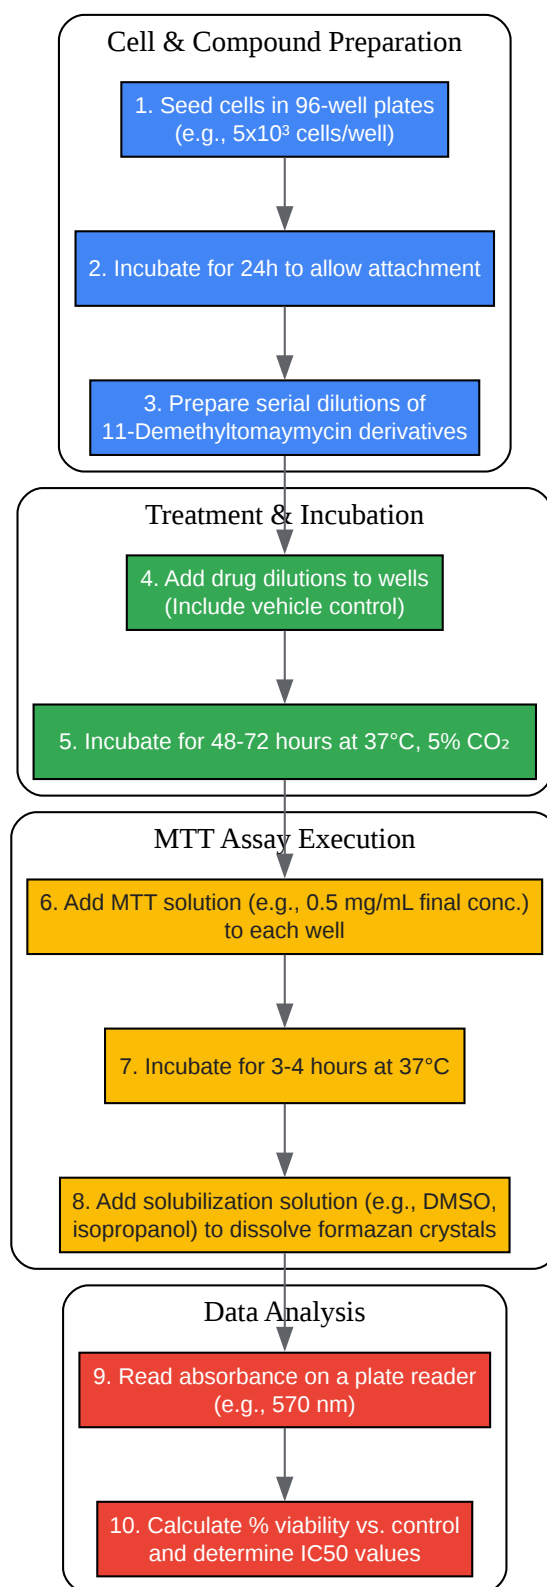 Cell & Compound Preparation
1. Seed cells in 96-well plates
(e.g., 5x10³ cells/well)
2. Incubate for 24h to allow attachment
3. Prepare serial dilutions of
11-Demethyltomaymycin derivatives
Treatment & Incubation
4. Add drug dilutions to wells
(Include vehicle control)
5. Incubate for 48-72 hours at 37°C, 5% CO₂
MTT Assay Execution
6. Add MTT solution (e.g., 0.5 mg/mL final conc.)
to each well
7. Incubate for 3-4 hours at 37°C
8. Add solubilization solution (e.g., DMSO,
isopropanol) to dissolve formazan crystals
Data Analysis
9. Read absorbance on a plate reader
(e.g., 570 nm)
10. Calculate % viability vs. control
and determine IC50 values